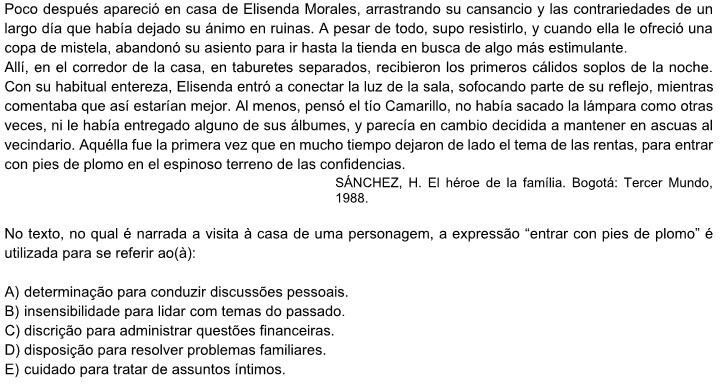 Poco después apareció en casa de Elisenda Morales, arrastrando su cansancio y las contrariedades de un
largo día que había dejado su ánimo en ruinas. A pesar de todo, supo resistirlo, y cuando ella le ofreció una
copa de mistela, abandonó su asiento para ir hasta la tienda en busca de algo más estimulante.
Allí, en el corredor de la casa, en taburetes separados, recibieron los primeros cálidos soplos de la noche.
Con su habitual entereza, Elisenda entró a conectar la luz de la sala, sofocando parte de su reflejo, mientras
comentaba que así estarían mejor. Al menos, pensó el tío Camarillo, no había sacado la lámpara como otras
veces, ni le había entregado alguno de sus álbumes, y parecía en cambio decidida a mantener en ascuas al
vecindario. Aquélla fue la primera vez que en mucho tiempo dejaron de lado el tema de las rentas, para entrar
con pies de plomo en el espinoso terreno de las confidencias.
SÁNCHEZ, H. El héroe de la família. Bogotá: Tercer Mundo,
1988.
No texto, no qual é narrada a visita à casa de uma personagem, a expressão “entrar con pies de plomo” é
utilizada para se referir ao(à):
A) determinação para conduzir discussões pessoais.
B) insensibilidade para lidar com temas do passado.
C) discrição para administrar questões financeiras.
D) disposição para resolver problemas familiares.
E) cuidado para tratar de assuntos íntimos.